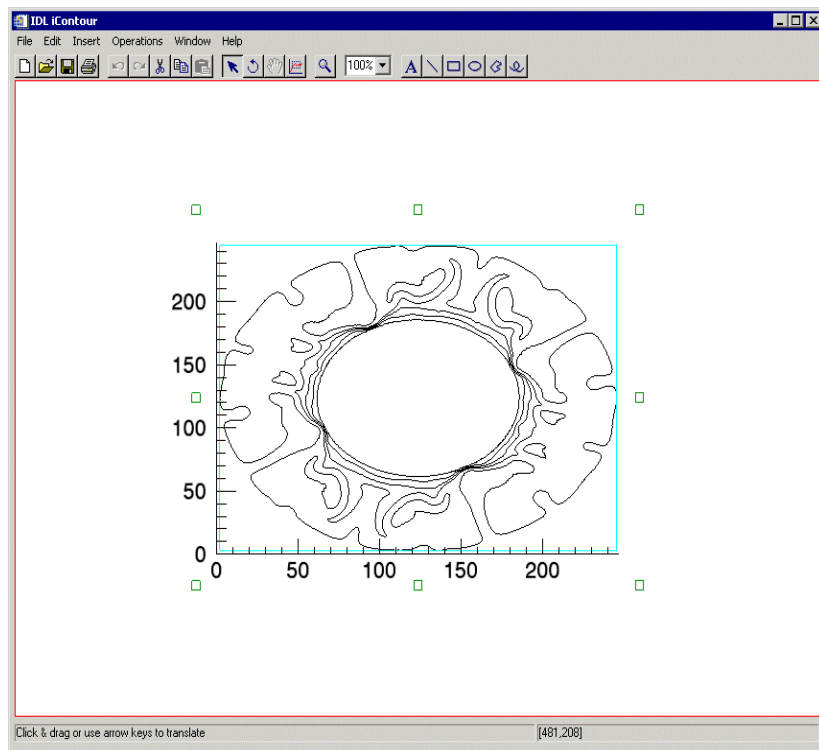 IDL iContour
File Edit Insert Operations Window Help
100% A
200
150
100
50
0
0 50 100 150 200
Click & drag or use arrow keys to translate [481,208]